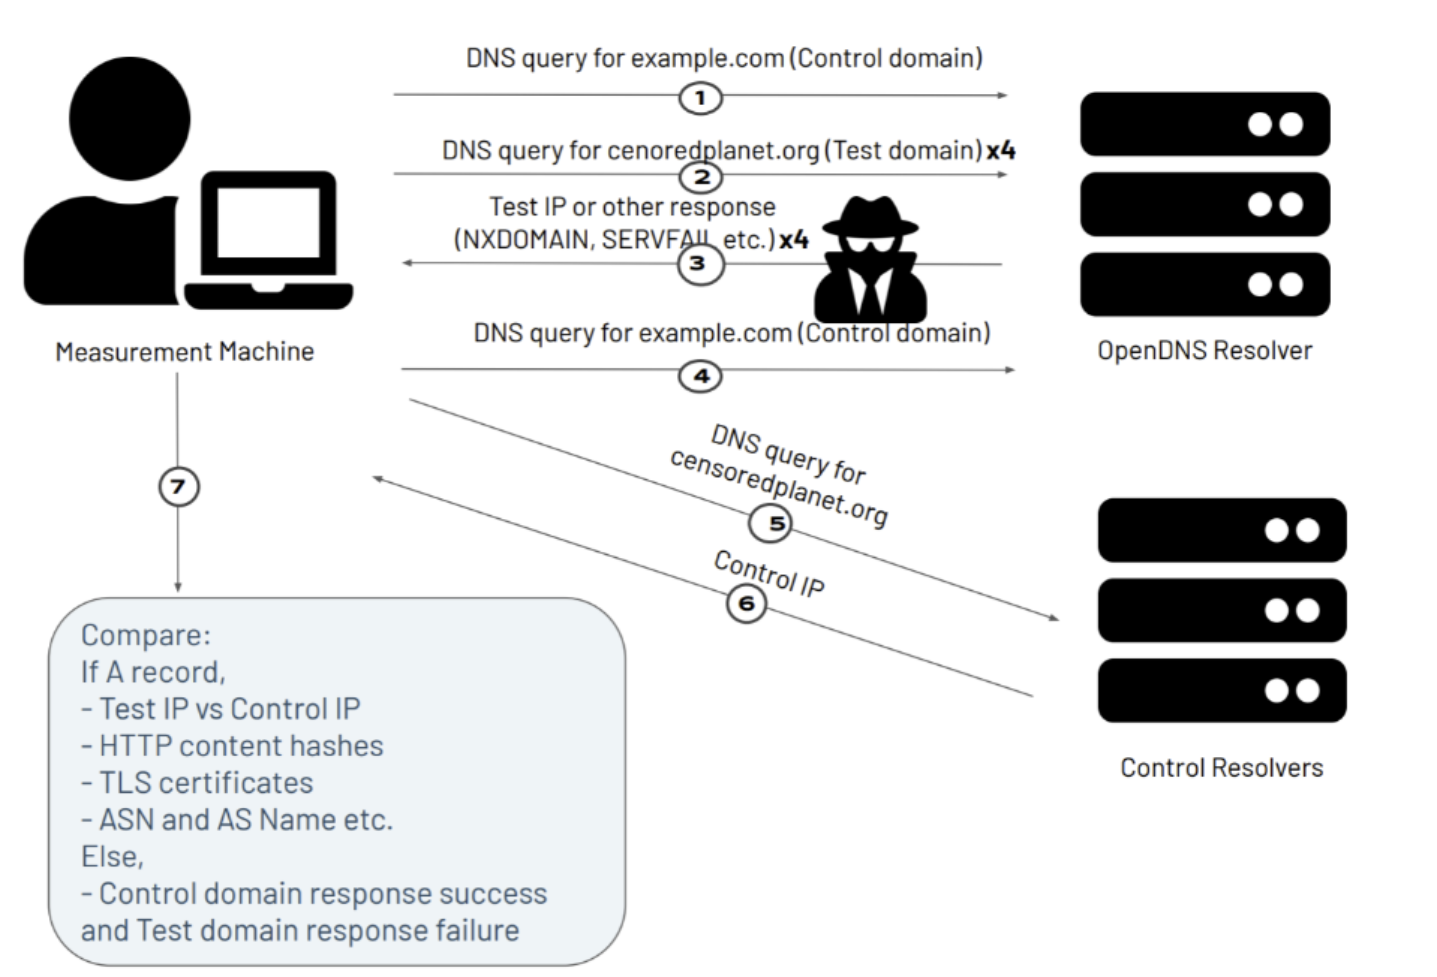 DNS query for example.com (Control domain)
1
DNS query for cenoredplanet.org (Test domain) x4
2
Test IP or other response
(NXDOMAIN, SERVFAIL, etc.) x4
3
DNS query for example.com (Control domain)
4
Measurement Machine
OpenDNS Resolver
DNS query for
censoredplanet.org
5
Control IP
6
7
Control Resolvers
Compare:
If A record,
- Test IP vs Control IP
- HTTP content hashes
- TLS certificates
- ASN and AS Name etc.
Else,
- Control domain response success
and Test domain response failure